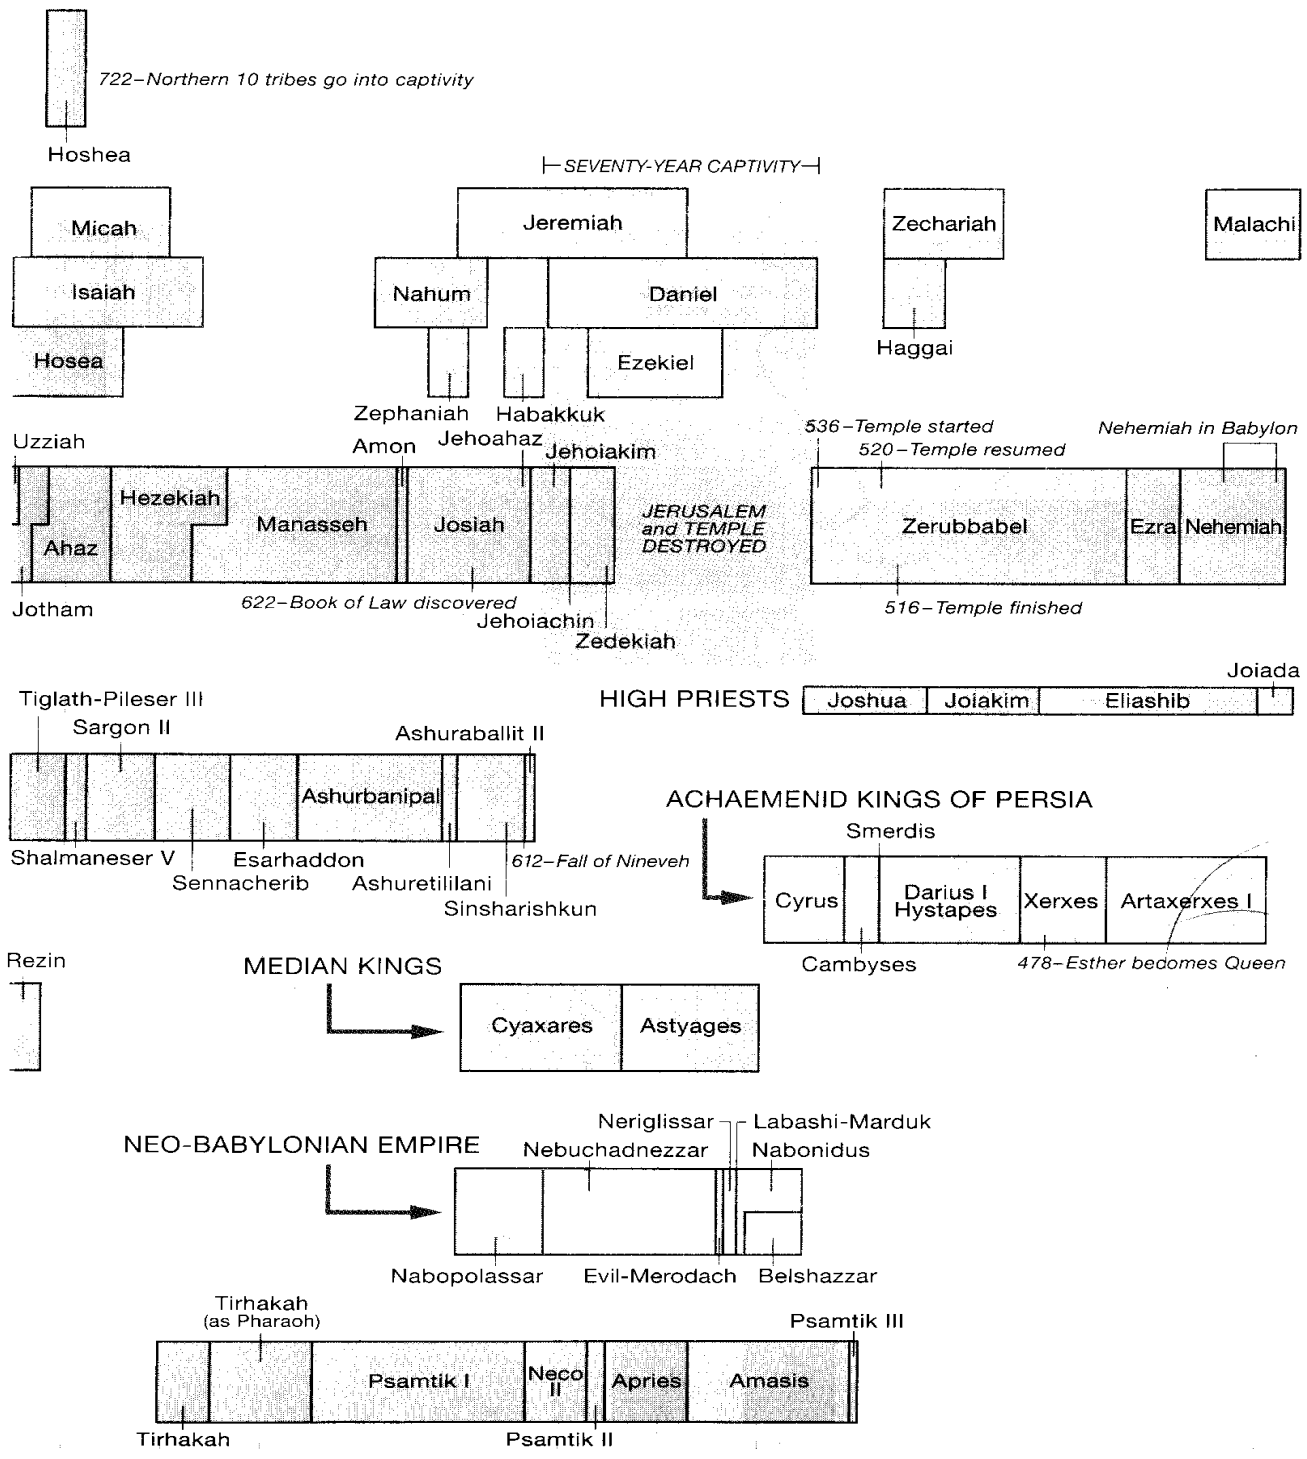 722–Northern 10 tribes go into captivity
Hoshea
SEVENTY-YEAR CAPTIVITY
Micah
Jeremiah
Zechariah
Malachi
Isaiah
Nahum
Daniel
Haggai
Hosea
Ezekiel
Zephaniah
Habakkuk
Uzziah
Amon
Jehoahaz
Jehoiakim
536–Temple started
520–Temple resumed
Nehemiah in Babylon
Hezekiah
Manasseh
Josiah
Ahaz
JERUSALEM
and TEMPLE
DESTROYED
Zerubbabel
Ezra
Nehemiah
Jotham
622–Book of Law discovered
Jehoiachin
Zedekiah
516–Temple finished
Joiada
HIGH PRIESTS
Joshua
Joiakim
Eliashib
Tiglath-Pileser III
Sargon II
Ashuraballit II
Ashurbanipal
Shalmaneser V
Esarhaddon
612–Fall of Nineveh
Sennacherib
Ashuretililani
Sinsharishkun
ACHAEMENID KINGS OF PERSIA
Smerdis
Cyrus
Darius I
Hystapes
Xerxes
Artaxerxes I
Cambyses
478–Esther becomes Queen
Rezin
MEDIAN KINGS
Cyaxares
Astyages
Neriglissar
Labashi-Marduk
NEO-BABYLONIAN EMPIRE
Nebuchadnezzar
Nabonidus
Nabopolassar
Evil-Merodach
Belshazzar
Tirhakah
(as Pharaoh)
Psamtik III
Psamtik I
Neco
II
Apries
Amasis
Tirhakah
Psamtik II